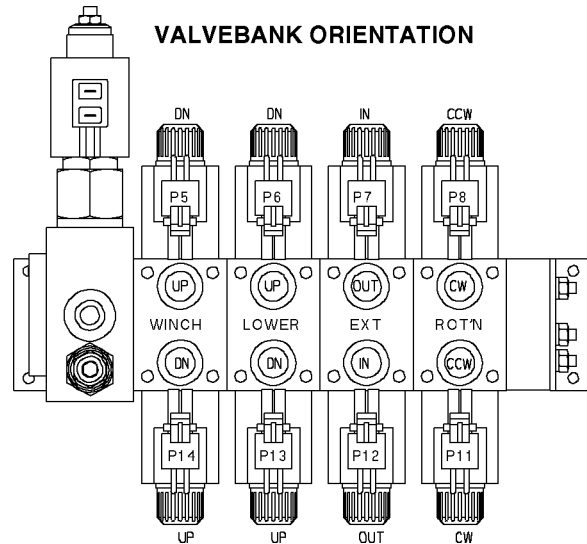 VALVEBANK ORIENTATION
DN DN IN CCW
P5 P6 P7 P8
UP UP OUT CW
WINCH LOWER EXT ROT'N
DN DN IN CCW
P14 P13 P12 P11
UP UP OUT CW